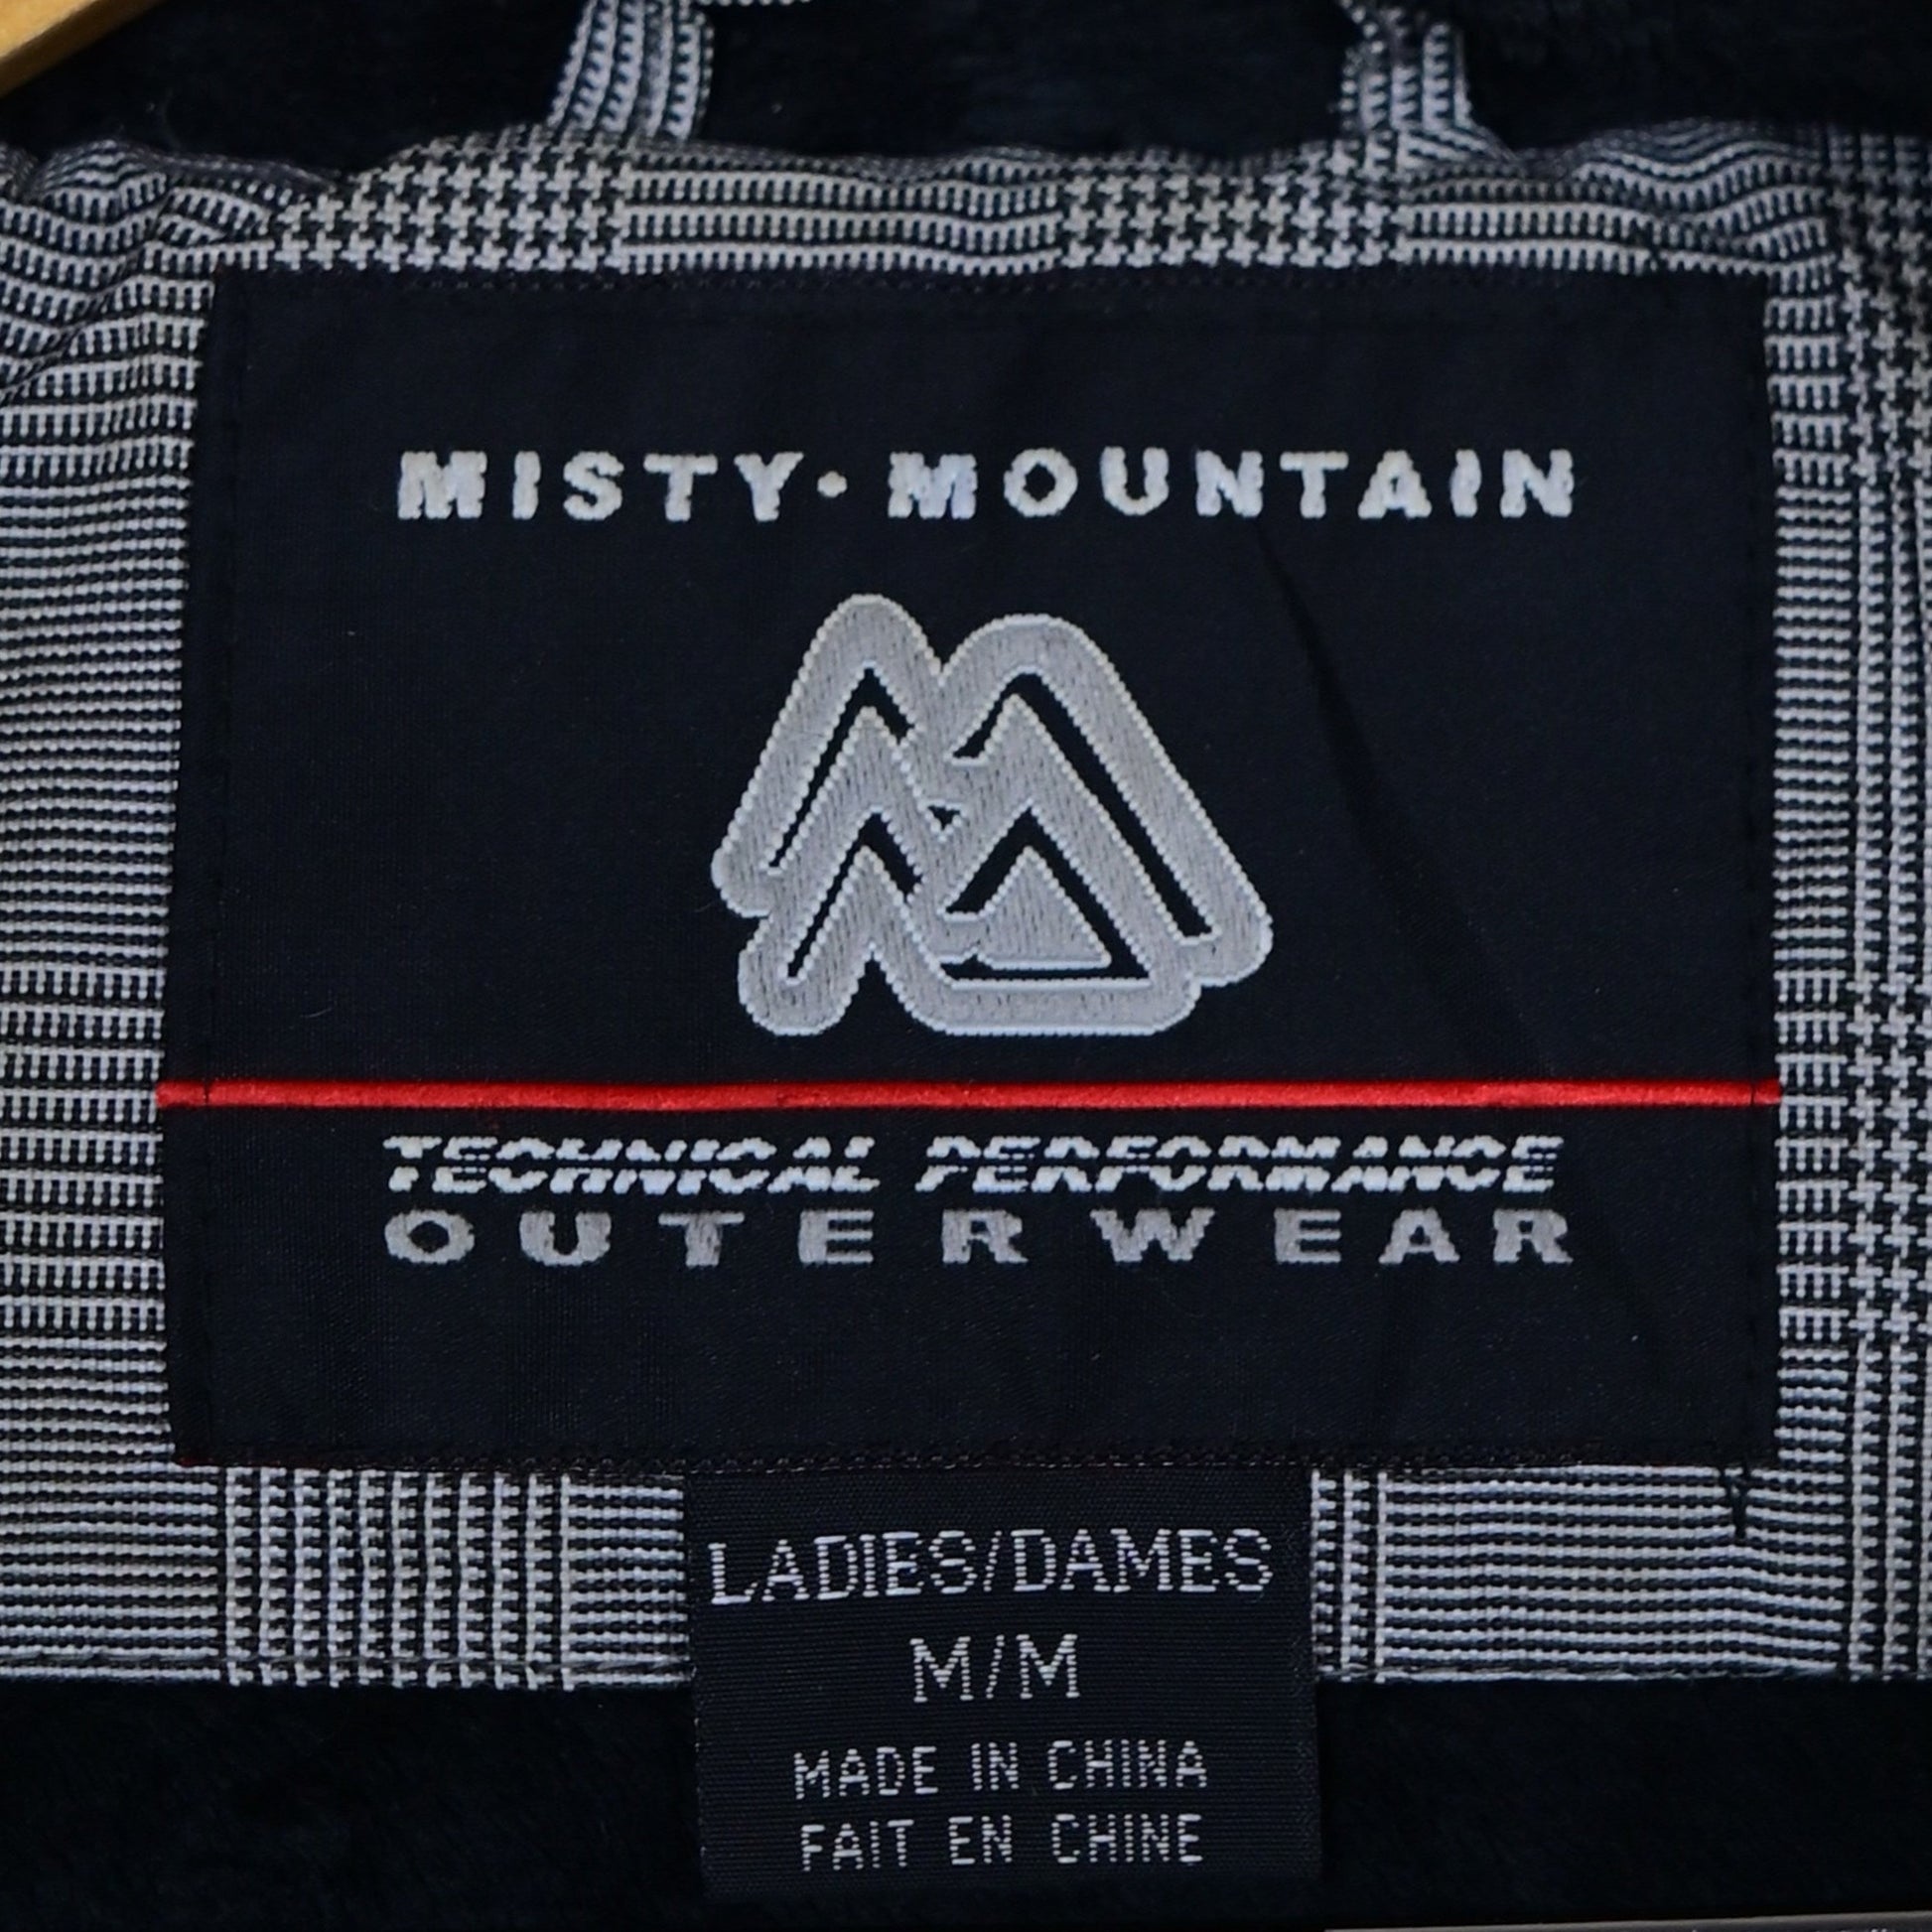 MISTY·MOUNTAIN
TECHNICAL PERFORMANCE
OUTERWEAR
LADIES/DAMES
M/M
MADE IN CHINA
FAIT EN CHINE